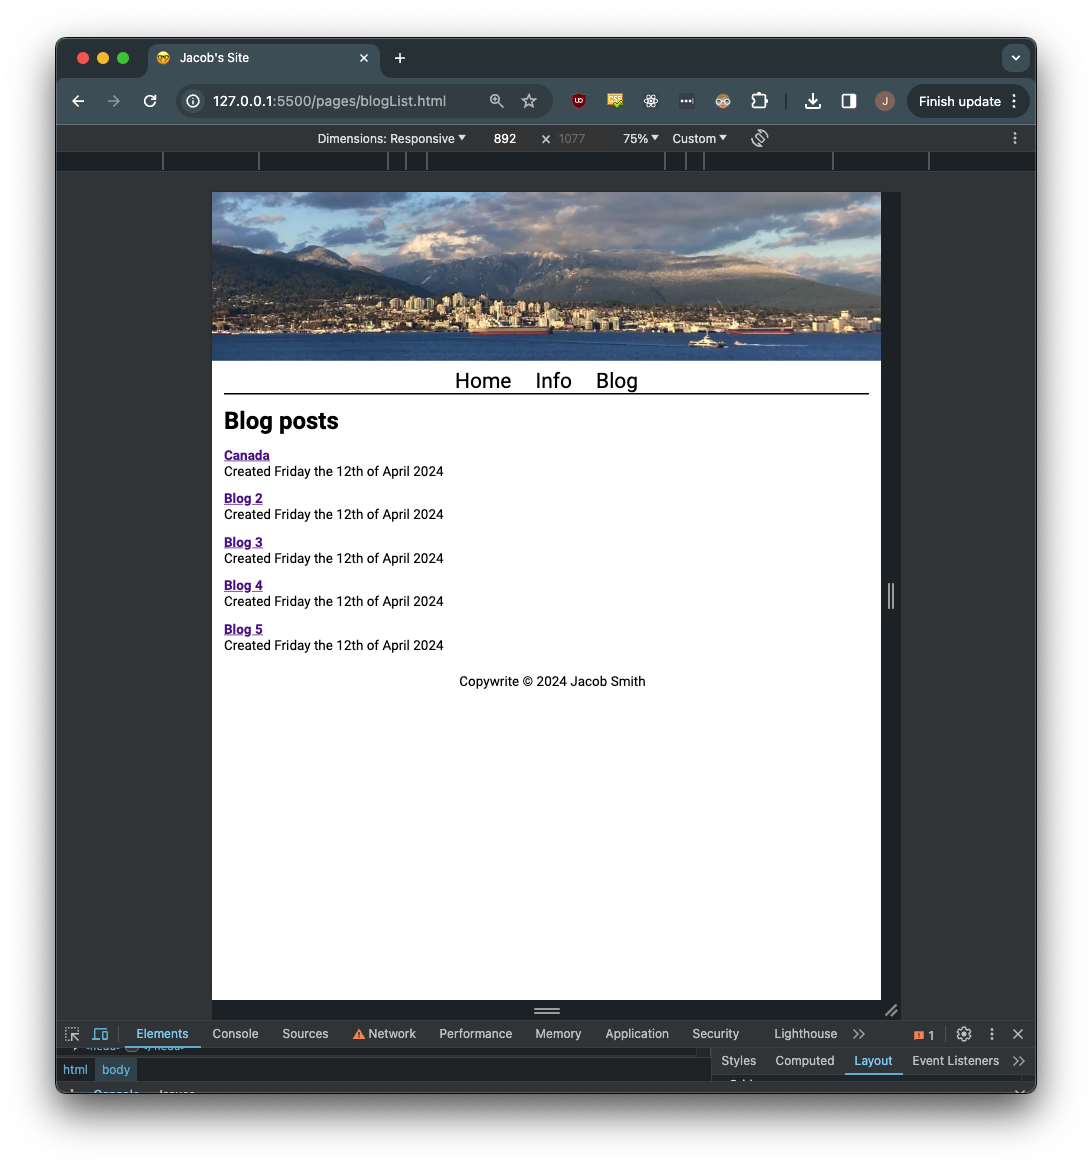 Jacob's Site
127.0.0.1:5500/pages/blogList.html
J
Finish update
Dimensions: Responsive 892 × 1077 75% Custom
Home Info Blog
Blog posts
Canada
Created Friday the 12th of April 2024
Blog 2
Created Friday the 12th of April 2024
Blog 3
Created Friday the 12th of April 2024
Blog 4
Created Friday the 12th of April 2024
Blog 5
Created Friday the 12th of April 2024
Copywrite © 2024 Jacob Smith
Elements Console Sources Network Performance Memory Application Security Lighthouse 1
Styles Computed Layout Event Listeners
html body